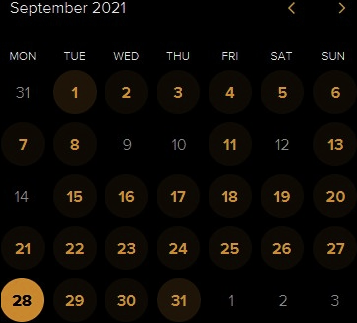 September 2021
MON TUE WED THU FRI SAT SUN
31 1 2 3 4 5 6
7 8 9 10 11 12 13
14 15 16 17 18 19 20
21 22 23 24 25 26 27
28 29 30 31 1 2 3